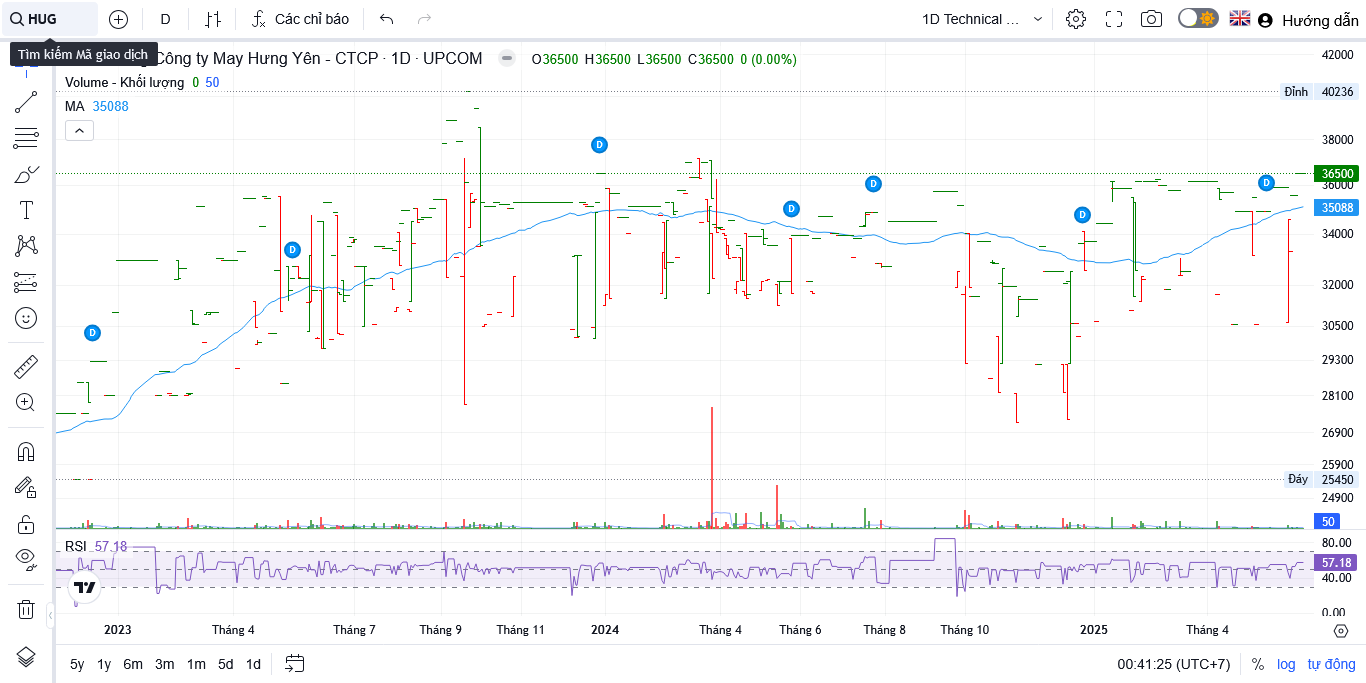 HUG
D
Các chỉ báo
1D Technical ...
Hướng dẫn
Tìm kiếm Mã giao dịch
Công ty May Hưng Yên - CTCP · 1D · UPCOM
O36500 H36500 L36500 C36500 0 (0.00%)
Volume - Khối lượng 0 50
MA 35088
42000
Đỉnh 40236
38000
36500
36000
35088
34000
32000
30500
29300
28100
26900
25900
Đáy 25450
24900
50
D
D
D
D
D
D
D
RSI 57.18
80.00
57.18
40.00
0.00
2023 Tháng 4 Tháng 7 Tháng 9 Tháng 11 2024 Tháng 4 Tháng 6 Tháng 8 Tháng 10 2025 Tháng 4
5y 1y 6m 3m 1m 5d 1d
00:41:25 (UTC+7) % log tự động